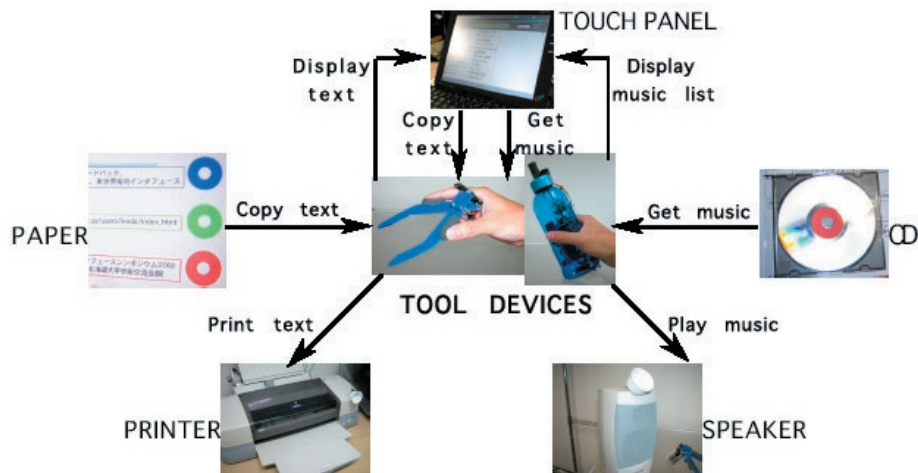 TOUCH PANEL
Display
text
Display
music list
Copy
text
Get
music
Copy text
PAPER
Get music
CD
TOOL DEVICES
Print text
Play music
PRINTER
SPEAKER